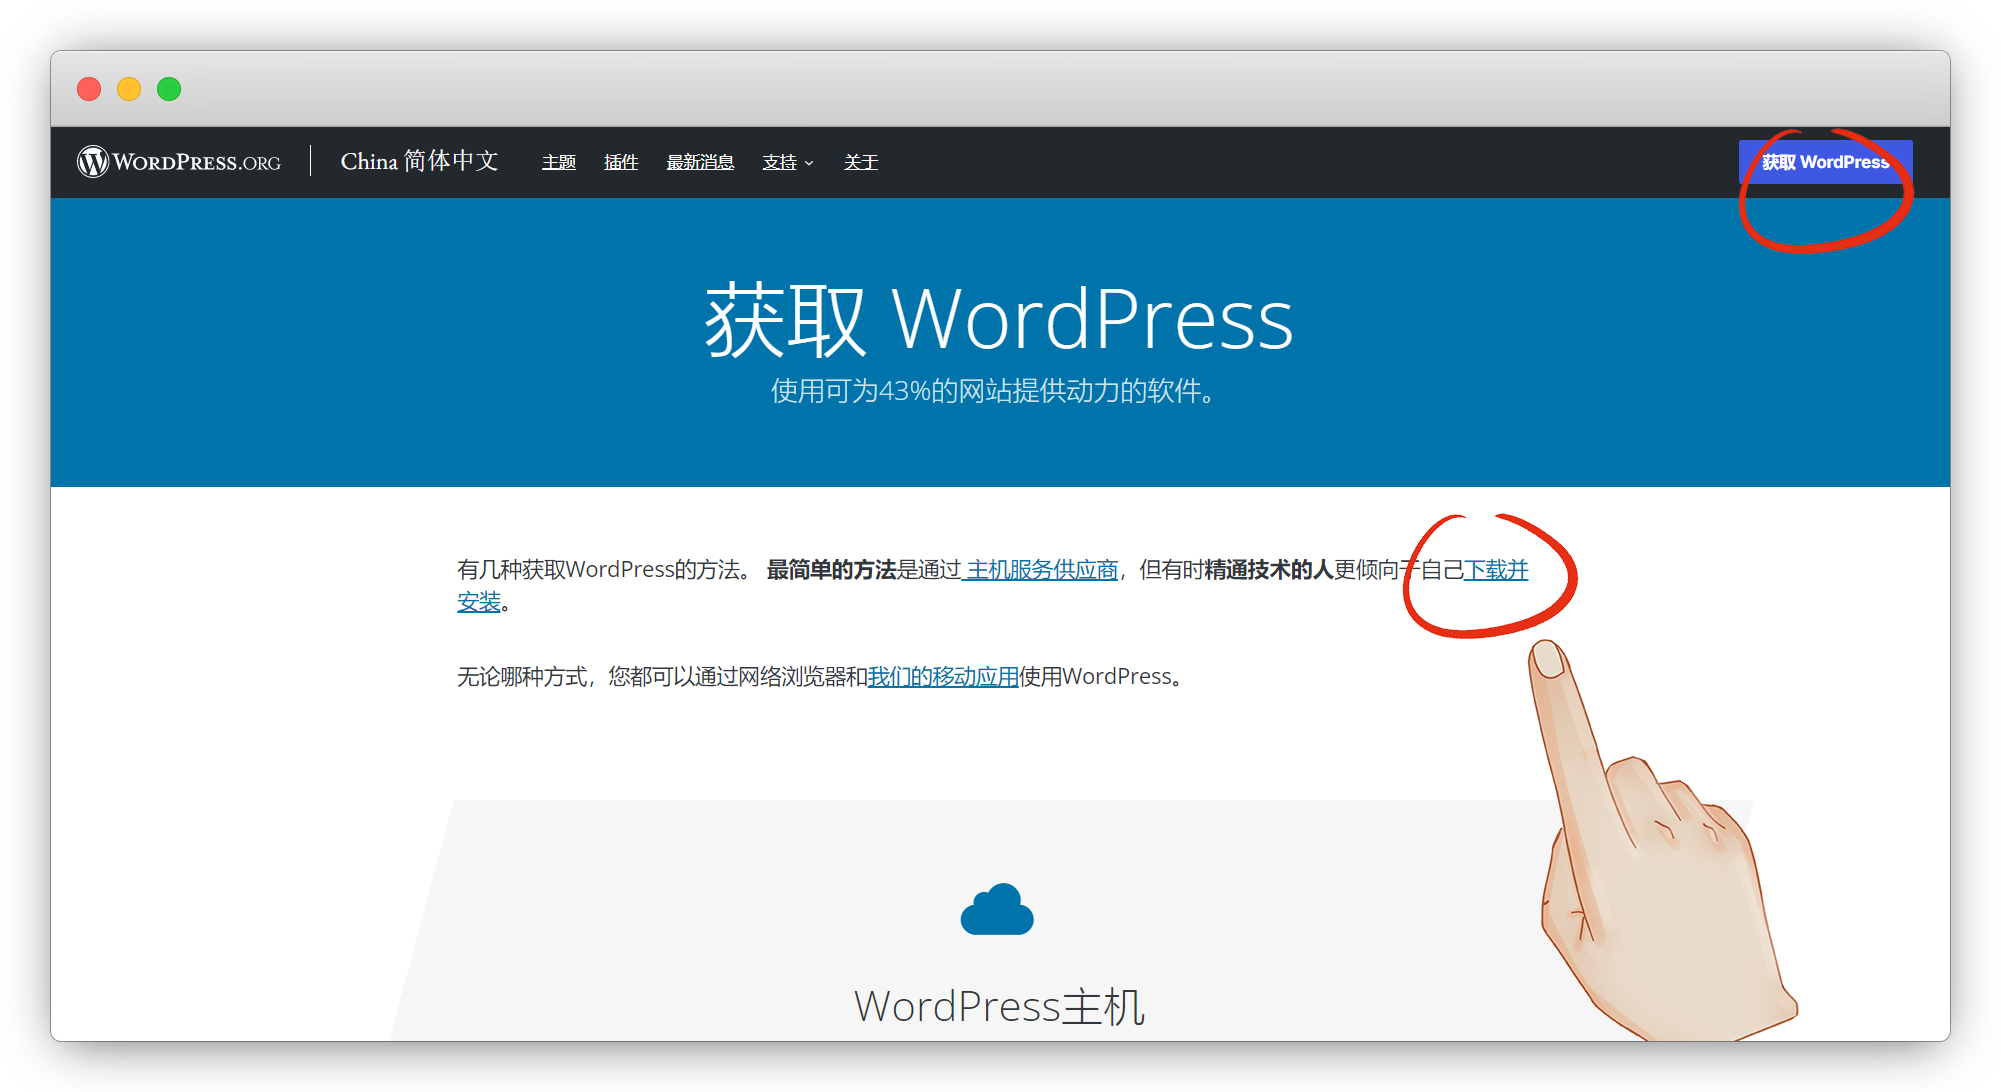 WORDPRESS.ORG
China 简体中文
主题 插件 最新消息 支持 关于
获取 WordPress
获取 WordPress
使用可为43%的网站提供动力的软件。
有几种获取WordPress的方法。 最简单的方法是通过 主机服务供应商，但有时精通技术的人更倾向于自己下载并
安装。
无论哪种方式，您都可以通过网络浏览器和我们的移动应用使用WordPress。
WordPress主机